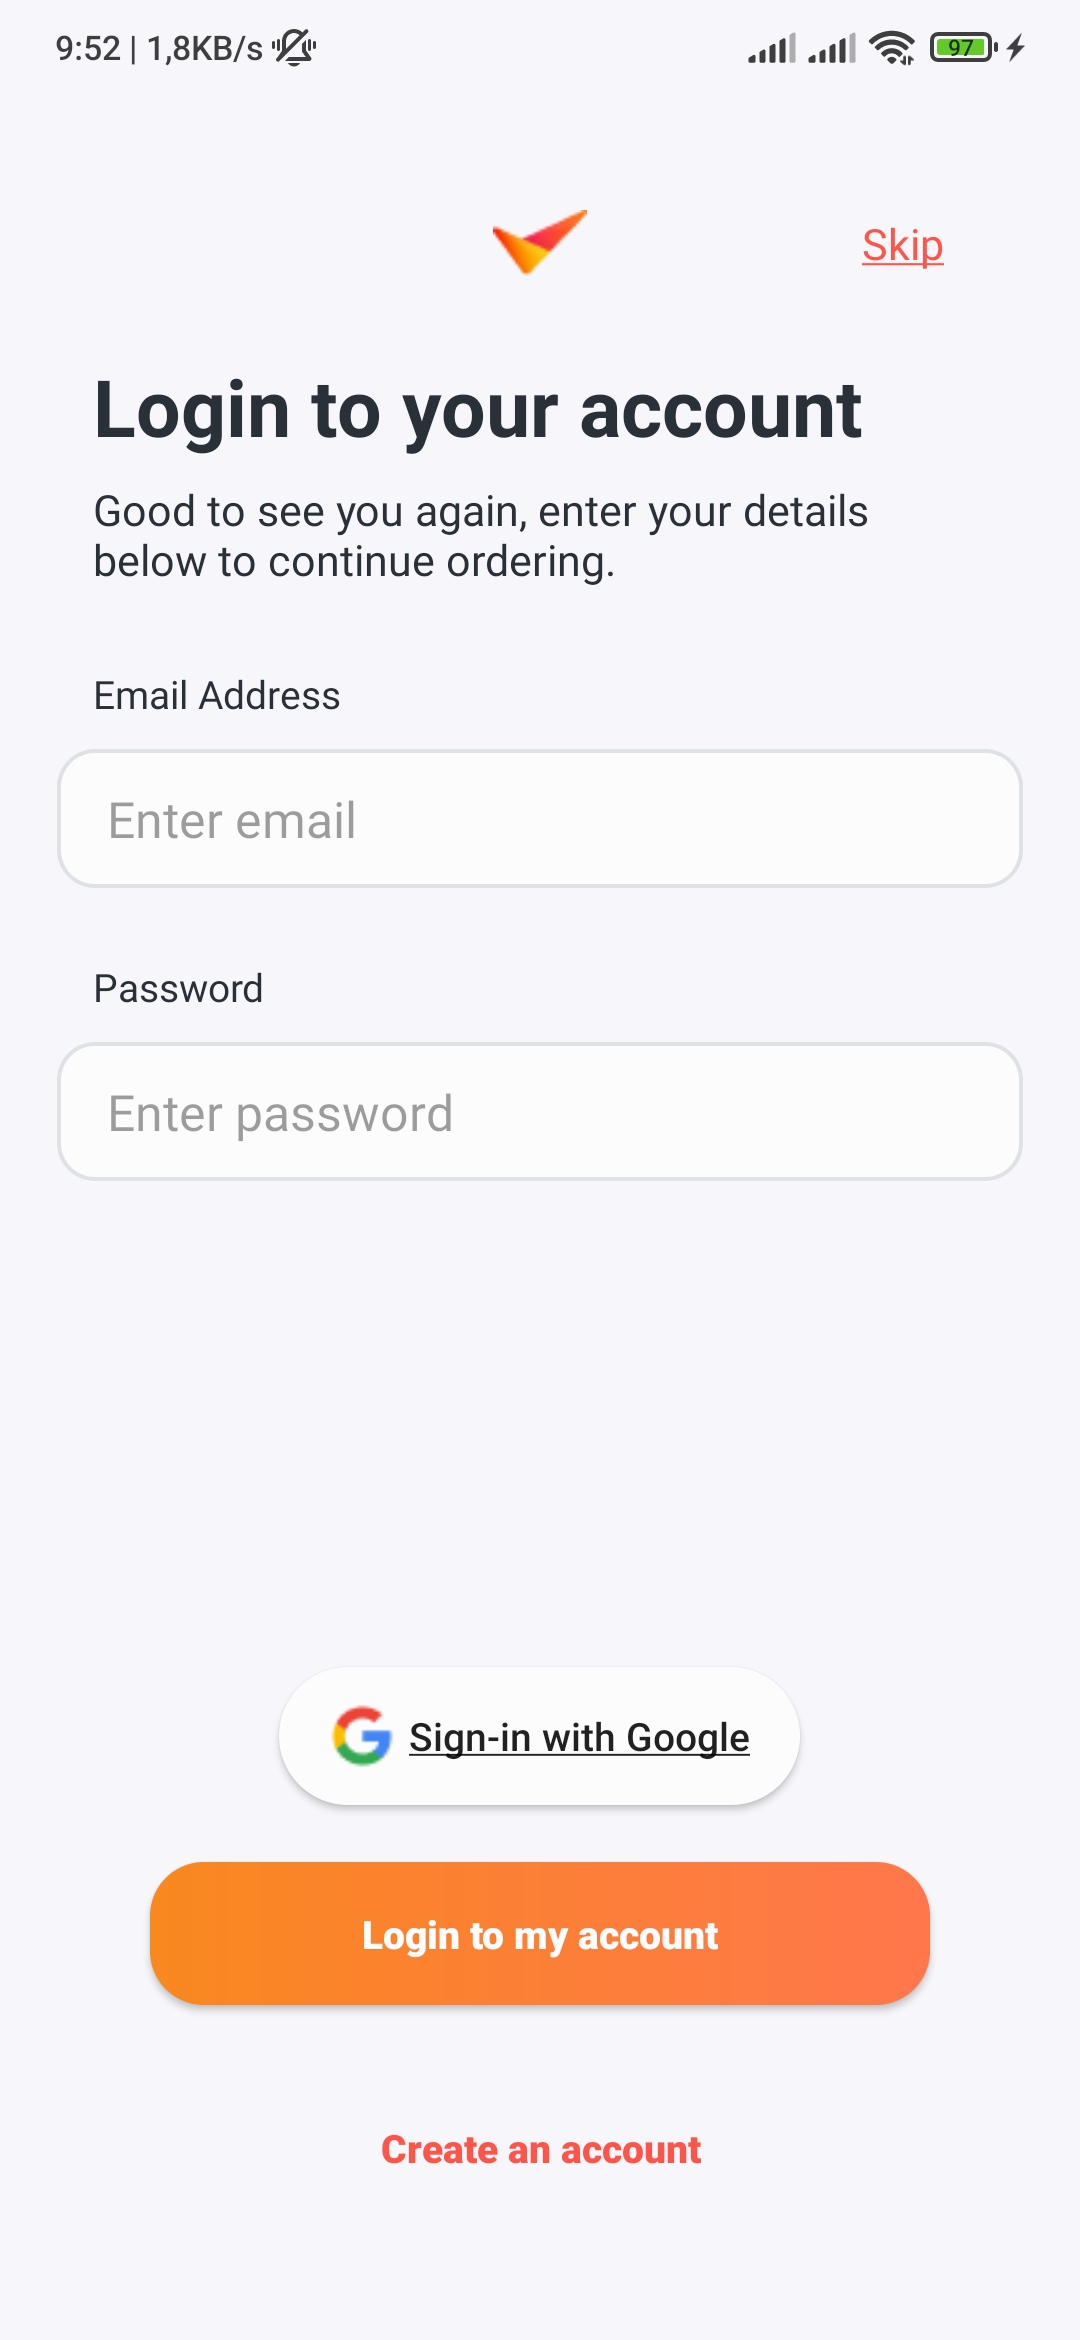 9:52 | 1,8KB/s
97
Skip
Login to your account
Good to see you again, enter your details
below to continue ordering.
Email Address
Enter email
Password
Enter password
Sign-in with Google
Login to my account
Create an account